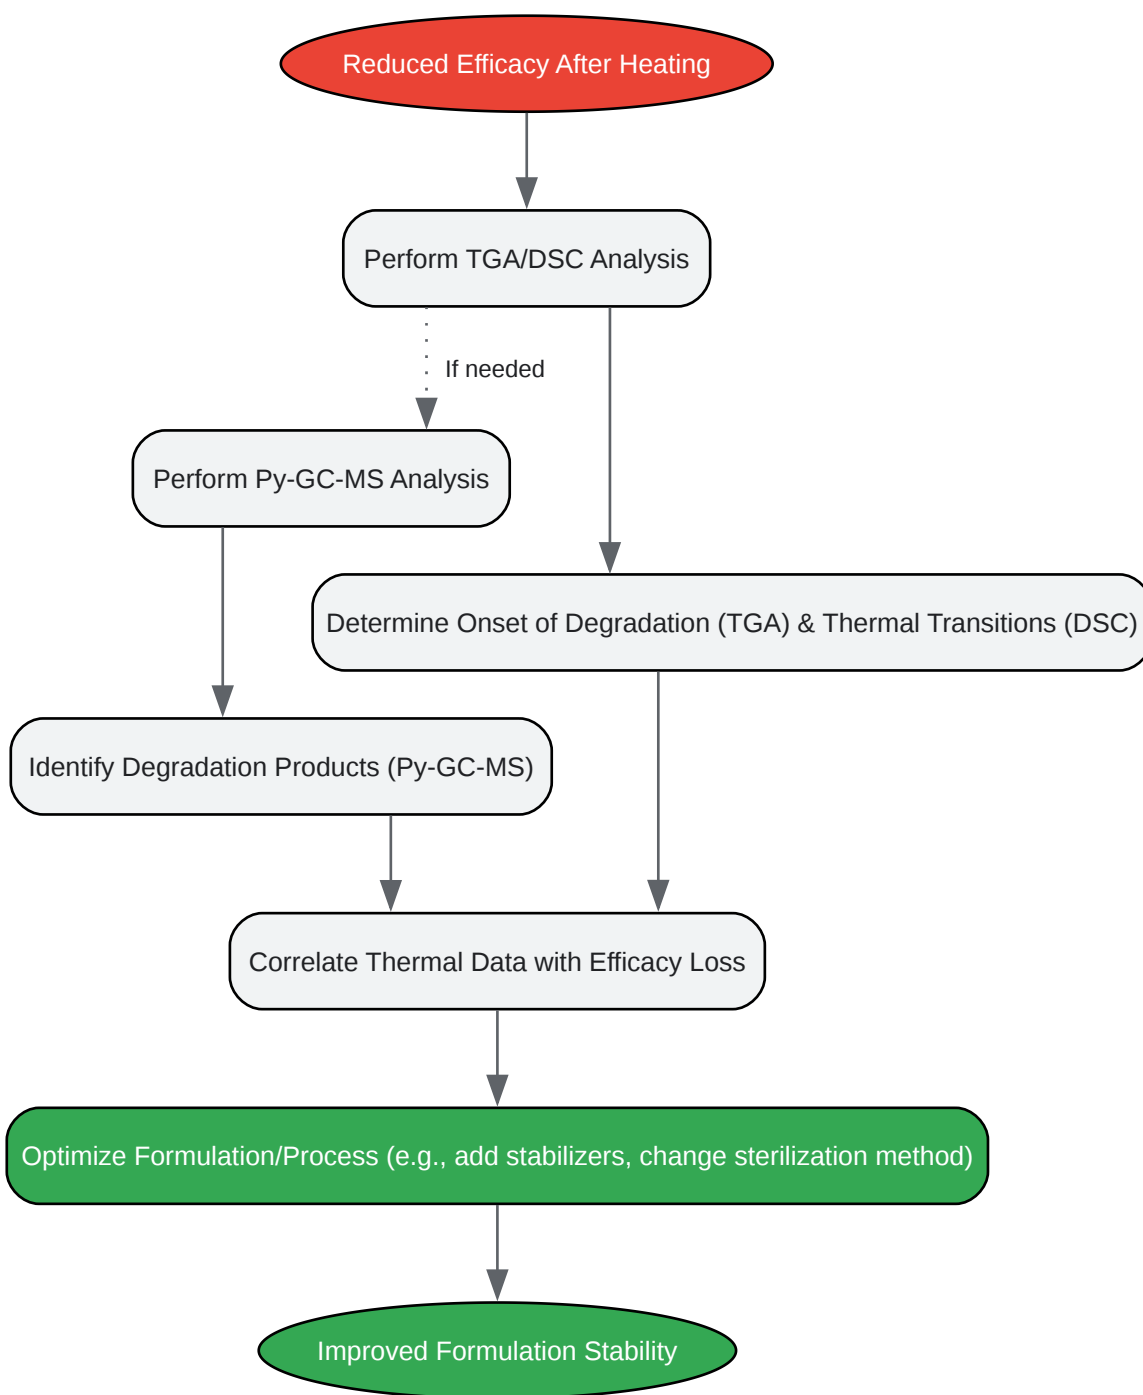 Reduced Efficacy After Heating
Perform TGA/DSC Analysis
If needed
Perform Py-GC-MS Analysis
Determine Onset of Degradation (TGA) & Thermal Transitions (DSC)
Identify Degradation Products (Py-GC-MS)
Correlate Thermal Data with Efficacy Loss
Optimize Formulation/Process (e.g., add stabilizers, change sterilization method)
Improved Formulation Stability